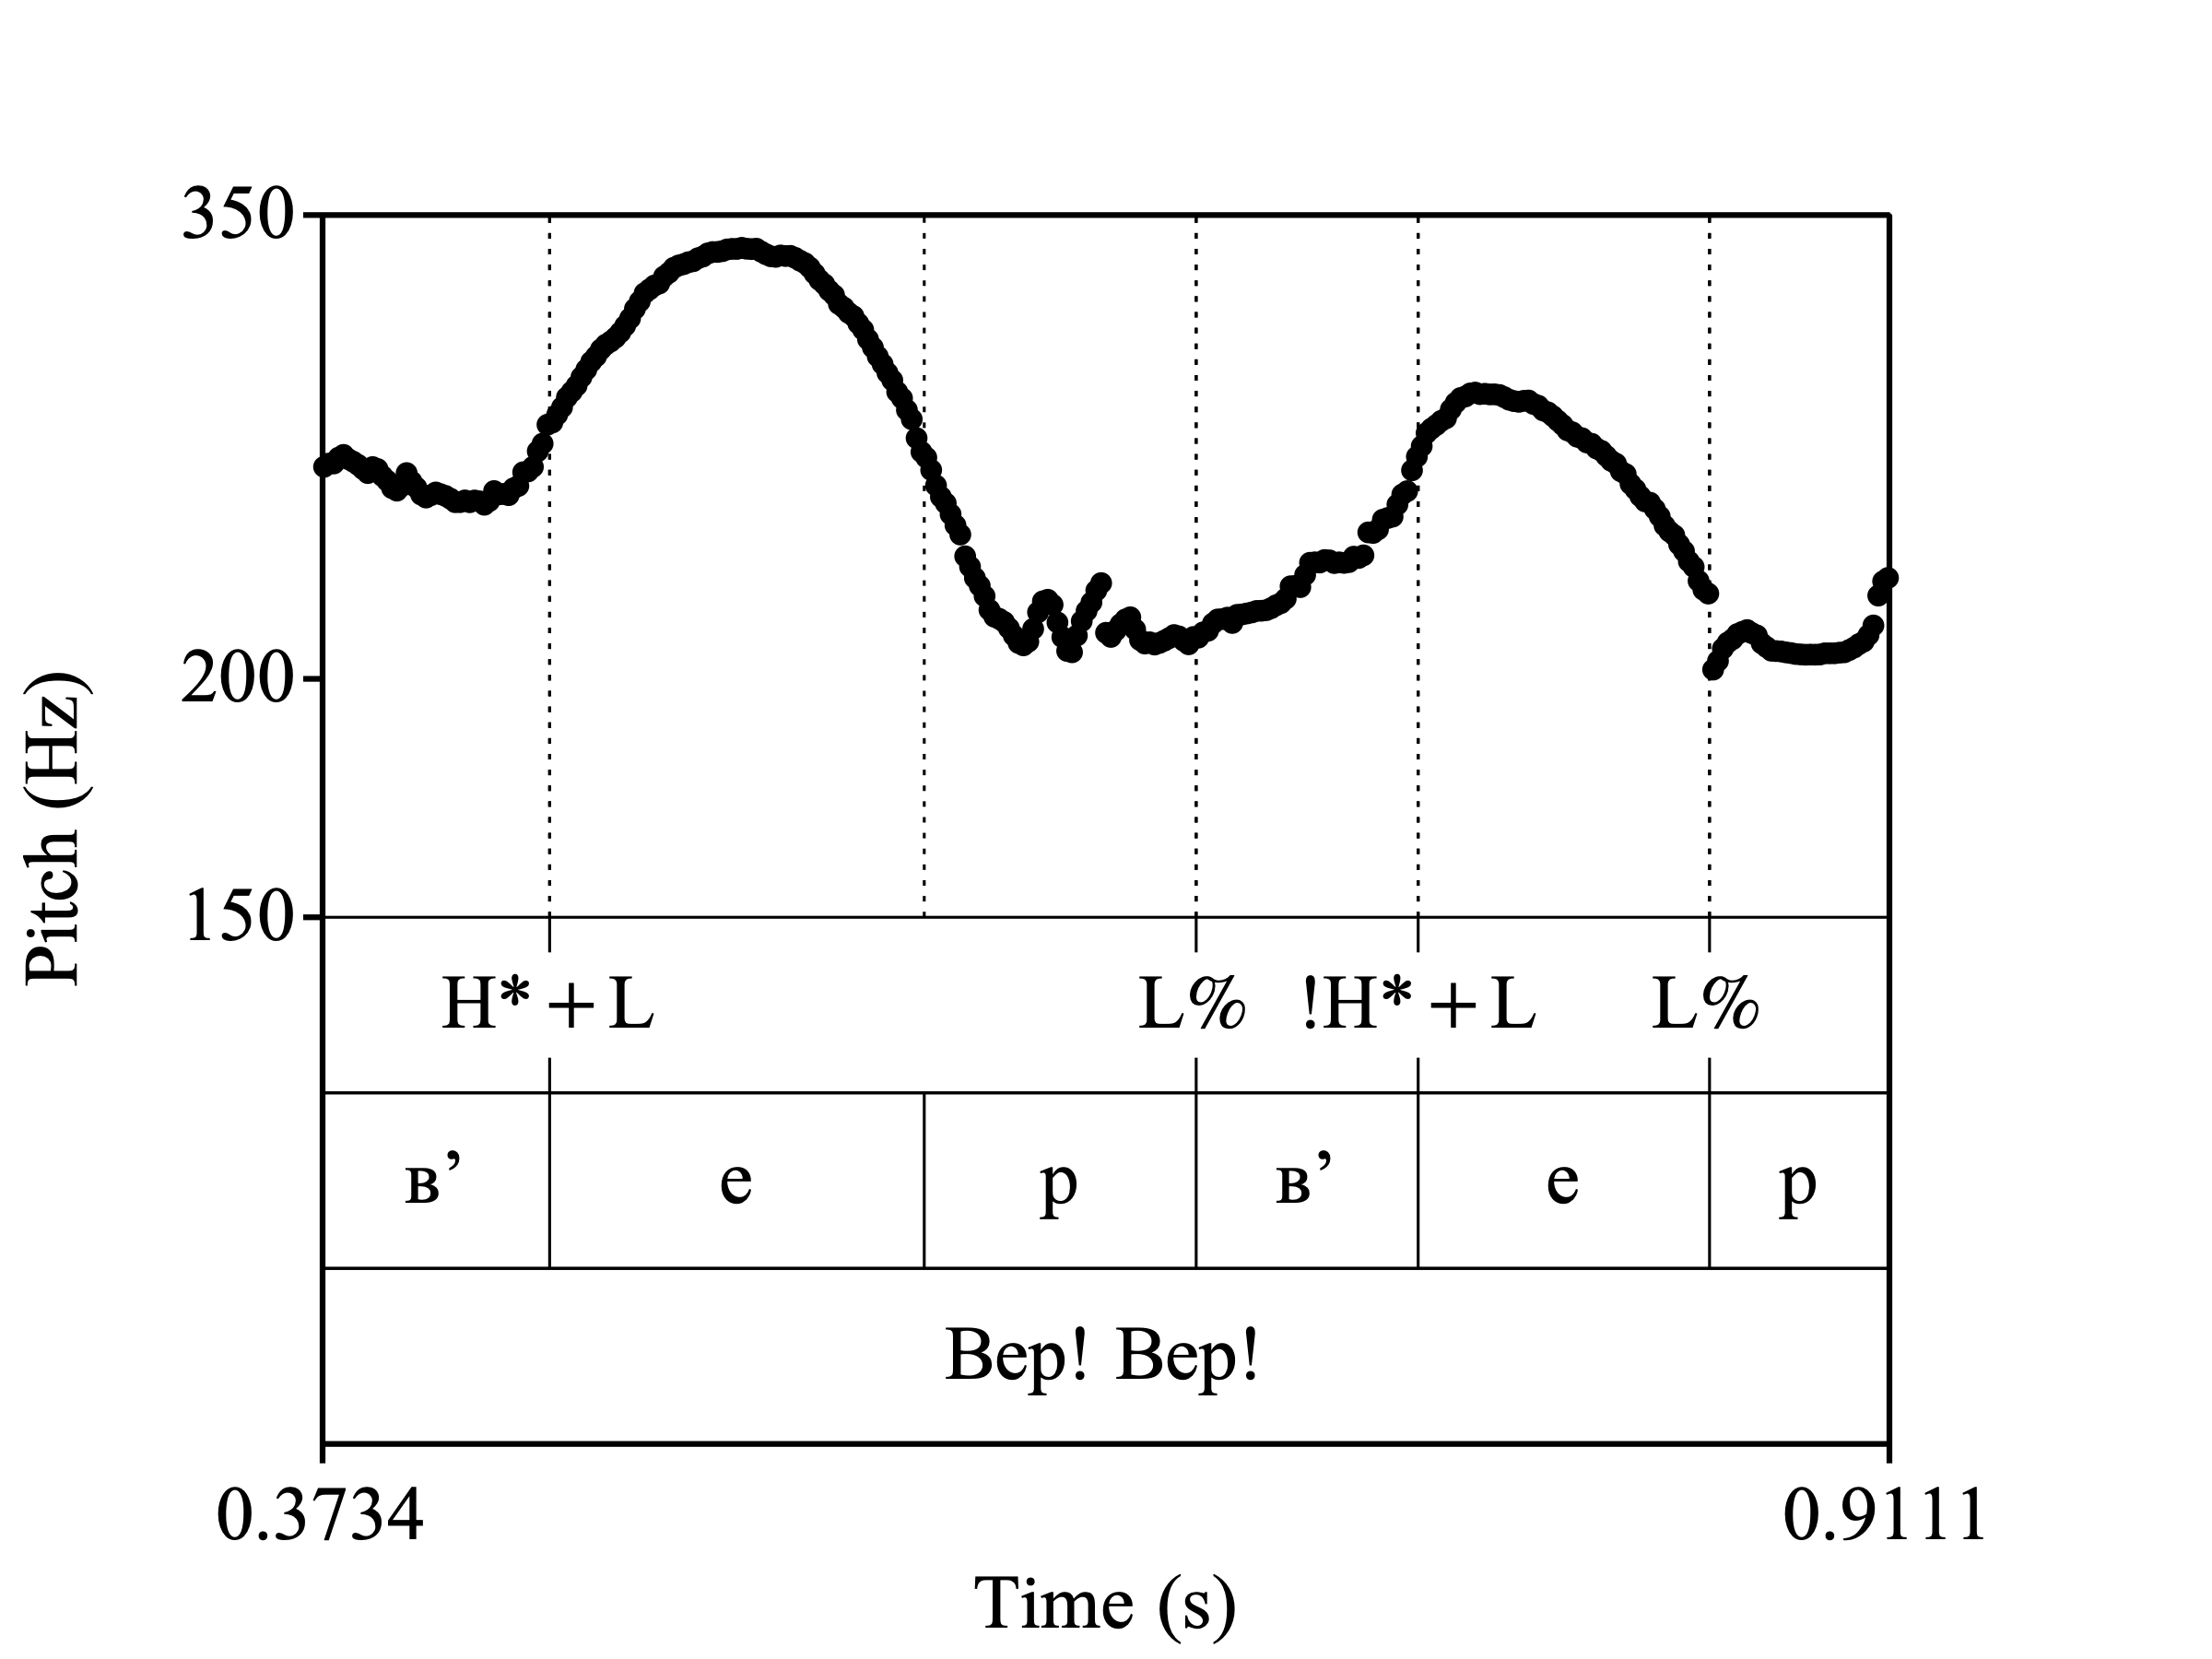 350
200
150
Pitch (Hz)
H* + L L% !H* + L L%
в’ е р в’ е р
Вер! Вер!
0.3734 0.9111
Time (s)